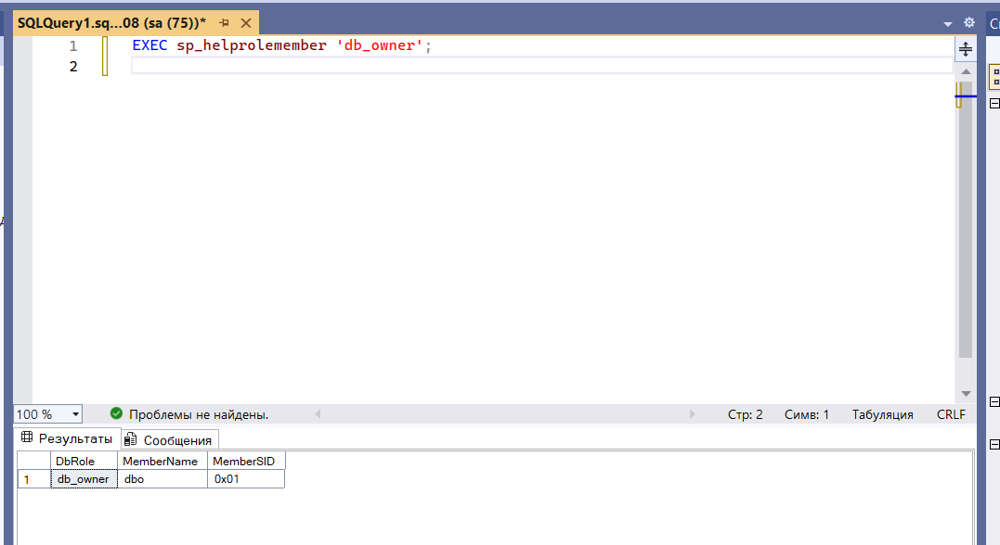 SQLQuery1.sq...08 (sa (75))*
1 EXEC sp_helprolemember 'db_owner';
2
100 % Проблемы не найдены. Стр: 2 Симв: 1 Табуляция CRLF
Результаты Сообщения
DbRole MemberName MemberSID
1 db_owner dbo 0x01